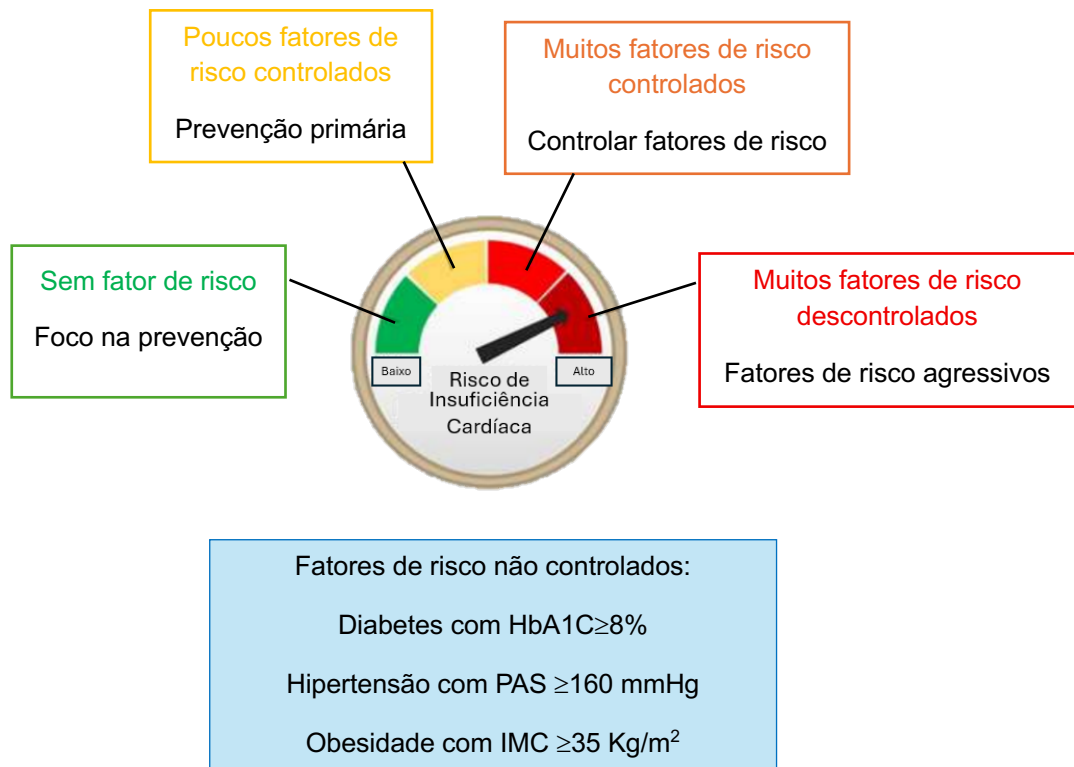 Poucos fatores de
risco controlados
Prevenção primária
Muitos fatores de risco
controlados
Controlar fatores de risco
Sem fator de risco
Foco na prevenção
Muitos fatores de risco
descontrolados
Fatores de risco agressivos
Baixo
Alto
Risco de
Insuficiência
Cardíaca
Fatores de risco não controlados:
Diabetes com HbA1C≥8%
Hipertensão com PAS ≥160 mmHg
Obesidade com IMC ≥35 Kg/m²